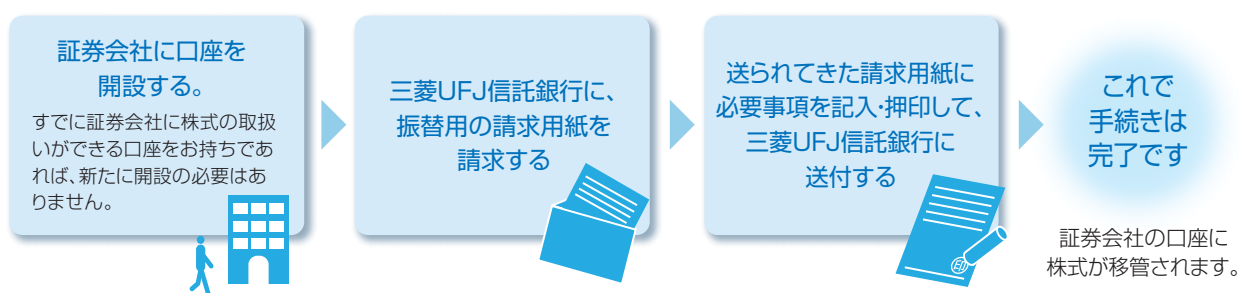 証券会社に口座を
開設する。
すでに証券会社に株式の取扱
いができる口座をお持ちであ
れば、新たに開設の必要はあ
りません。
三菱UFJ信託銀行に、
振替用の請求用紙を
請求する
送られてきた請求用紙に
必要事項を記入・押印して、
三菱UFJ信託銀行に
送付する
印
これで
手続きは
完了です
証券会社の口座に
株式が移管されます。